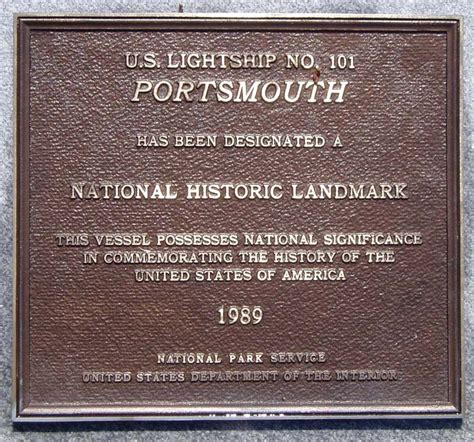 U.S. LIGHTSHIP NO. 101
PORTSMOUTH
HAS BEEN DESIGNATED A
NATIONAL HISTORIC LANDMARK
THIS VESSEL POSSESSES NATIONAL SIGNIFICANCE
IN COMMEMORATING THE HISTORY OF THE
UNITED STATES OF AMERICA
1989
NATIONAL PARK SERVICE
UNITED STATES DEPARTMENT OF THE INTERIOR